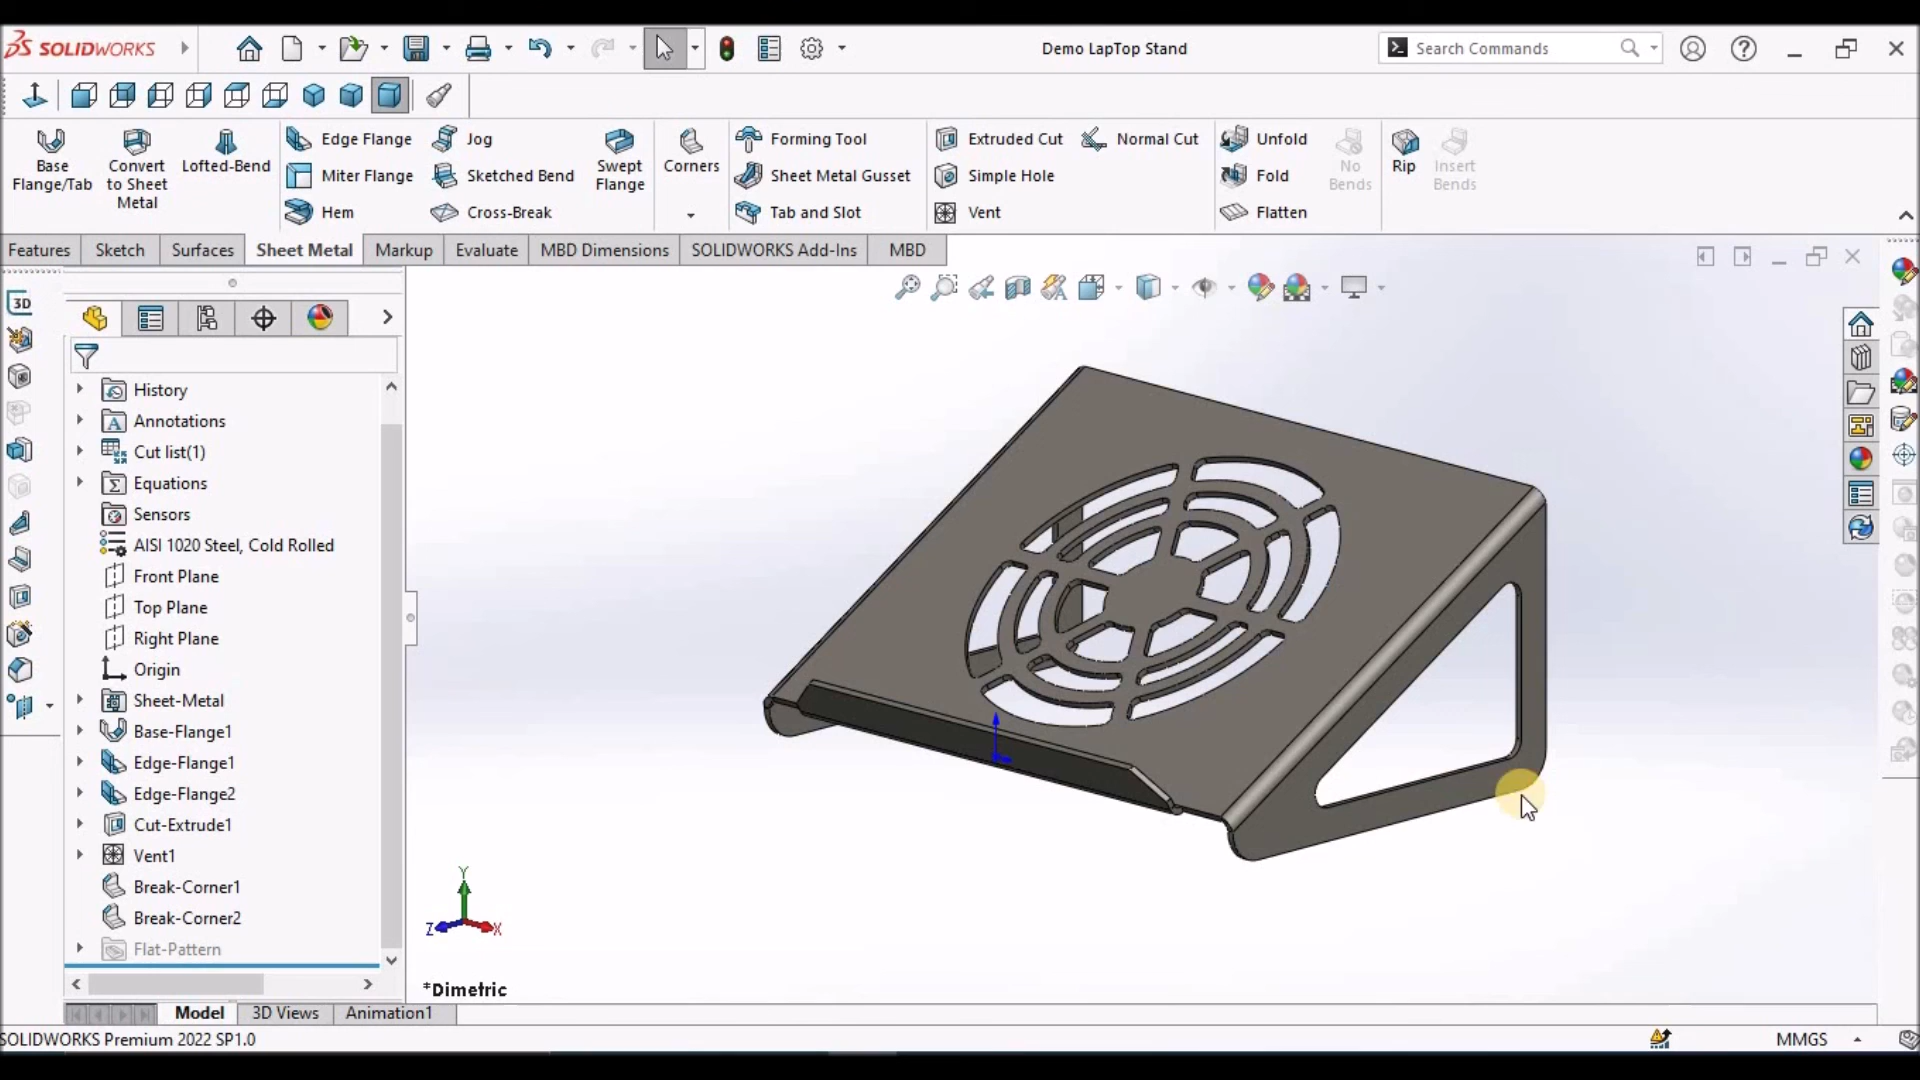 SOLIDWORKS
Demo LapTop Stand
Search Commands
Base
Flange/Tab
Convert
to Sheet
Metal
Lofted-Bend
Edge Flange
Miter Flange
Hem
Jog
Sketched Bend
Cross-Break
Swept
Flange
Corners
Forming Tool
Sheet Metal Gusset
Tab and Slot
Extruded Cut
Simple Hole
Vent
Normal Cut
Unfold
Fold
Flatten
No
Bends
Rip
Insert
Bends
Features
Sketch
Surfaces
Sheet Metal
Markup
Evaluate
MBD Dimensions
SOLIDWORKS Add-Ins
MBD
3D
History
Annotations
Cut list(1)
Equations
Sensors
AISI 1020 Steel, Cold Rolled
Front Plane
Top Plane
Right Plane
Origin
Sheet-Metal
Base-Flange1
Edge-Flange1
Edge-Flange2
Cut-Extrude1
Vent1
Break-Corner1
Break-Corner2
Flat-Pattern
Y
Z
X
*Dimetric
Model
3D Views
Animation1
SOLIDWORKS Premium 2022 SP1.0
MMGS